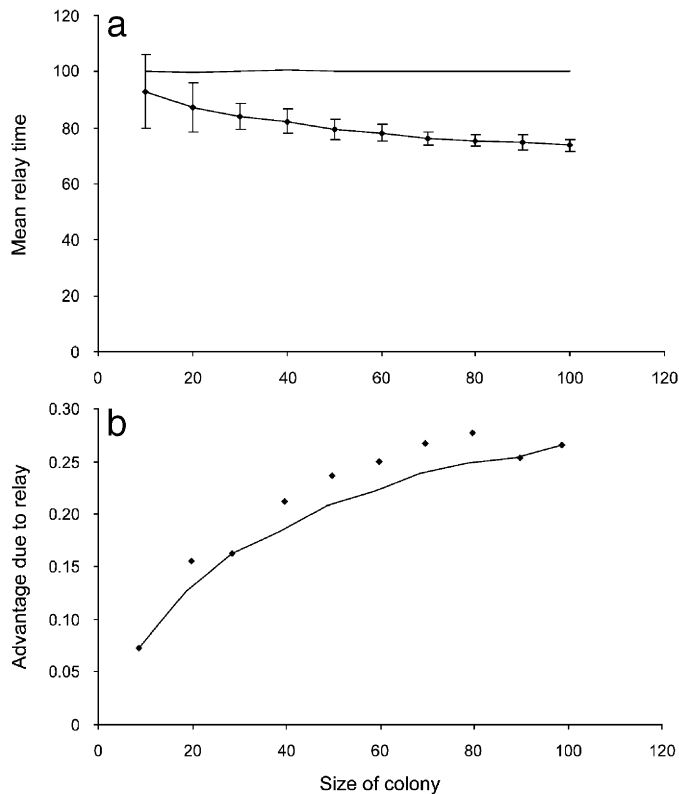 a
120
100
80
60
40
20
0
Mean relay time
0 20 40 60 80 100 120
b
0.30
0.25
0.20
0.15
0.10
0.05
0
Advantage due to relay
0 20 40 60 80 100 120
Size of colony